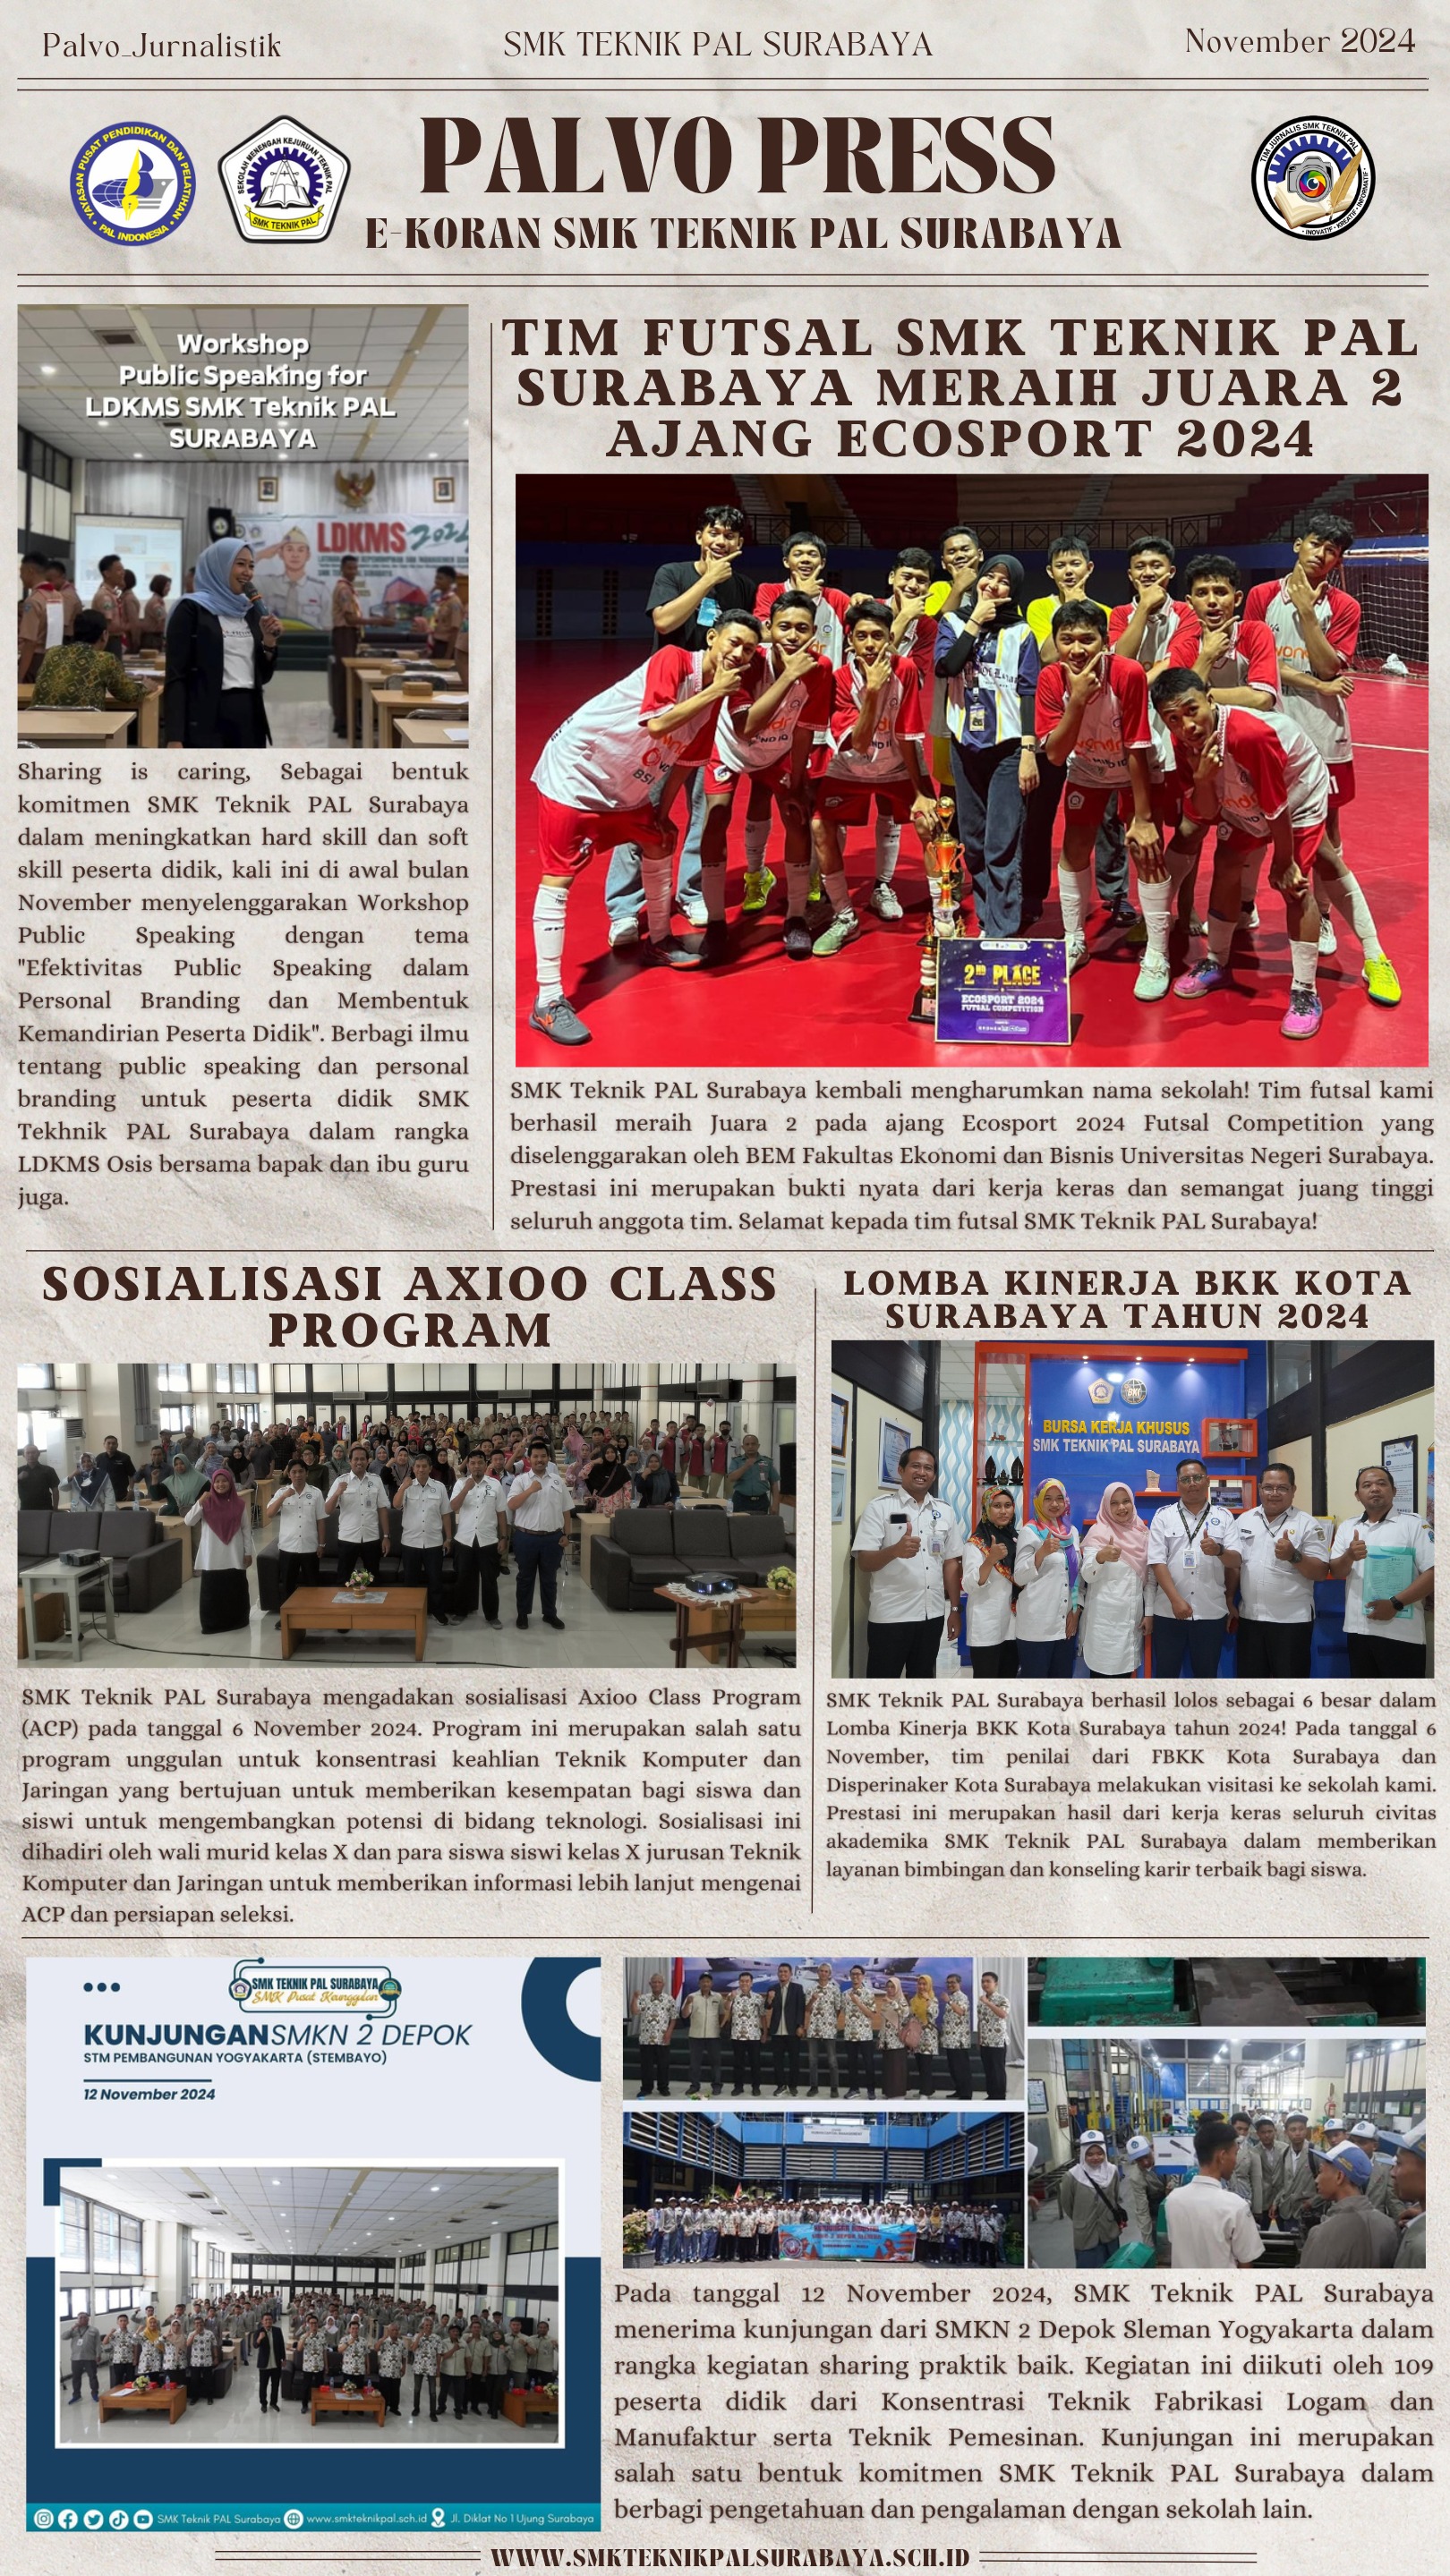 Palvo_Jurnalistik
SMK TEKNIK PAL SURABAYA
November 2024
YAYASAN PUSAT PENDIDIKAN DAN PELATIHAN
PAL INDONESIA
SEKOLAH MENENGAH KEJURUAN TEKNIK PAL
SMK TEKNIK PAL
PALVO PRESS
E-KORAN SMK TEKNIK PAL SURABAYA
TIM JURNALIS SMK TEKNIK PAL
INOVATIF · KREATIF · INFORMATIF
Workshop
Public Speaking for
LDKMS SMK Teknik PAL
SURABAYA
LDKMS 2024
Sharing is caring, Sebagai bentuk
komitmen SMK Teknik PAL Surabaya
dalam meningkatkan hard skill dan soft
skill peserta didik, kali ini di awal bulan
November menyelenggarakan Workshop
Public Speaking dengan tema
"Efektivitas Public Speaking dalam
Personal Branding dan Membentuk
Kemandirian Peserta Didik". Berbagi ilmu
tentang public speaking dan personal
branding untuk peserta didik SMK
Tekhnik PAL Surabaya dalam rangka
LDKMS Osis bersama bapak dan ibu guru
juga.
TIM FUTSAL SMK TEKNIK PAL
SURABAYA MERAIH JUARA 2
AJANG ECOSPORT 2024
2ND PLACE
ECOSPORT 2024
FUTSAL COMPETITION
SMK Teknik PAL Surabaya kembali mengharumkan nama sekolah! Tim futsal kami
berhasil meraih Juara 2 pada ajang Ecosport 2024 Futsal Competition yang
diselenggarakan oleh BEM Fakultas Ekonomi dan Bisnis Universitas Negeri Surabaya.
Prestasi ini merupakan bukti nyata dari kerja keras dan semangat juang tinggi
seluruh anggota tim. Selamat kepada tim futsal SMK Teknik PAL Surabaya!
SOSIALISASI AXIOO CLASS
PROGRAM
SMK Teknik PAL Surabaya mengadakan sosialisasi Axioo Class Program
(ACP) pada tanggal 6 November 2024. Program ini merupakan salah satu
program unggulan untuk konsentrasi keahlian Teknik Komputer dan
Jaringan yang bertujuan untuk memberikan kesempatan bagi siswa dan
siswi untuk mengembangkan potensi di bidang teknologi. Sosialisasi ini
dihadiri oleh wali murid kelas X dan para siswa siswi kelas X jurusan Teknik
Komputer dan Jaringan untuk memberikan informasi lebih lanjut mengenai
ACP dan persiapan seleksi.
LOMBA KINERJA BKK KOTA
SURABAYA TAHUN 2024
BURSA KERJA KHUSUS
SMK TEKNIK PAL SURABAYA
SMK Teknik PAL Surabaya berhasil lolos sebagai 6 besar dalam
Lomba Kinerja BKK Kota Surabaya tahun 2024! Pada tanggal 6
November, tim penilai dari FBKK Kota Surabaya dan
Disperinaker Kota Surabaya melakukan visitasi ke sekolah kami.
Prestasi ini merupakan hasil dari kerja keras seluruh civitas
akademika SMK Teknik PAL Surabaya dalam memberikan
layanan bimbingan dan konseling karir terbaik bagi siswa.
SMK TEKNIK PAL SURABAYA
SMK Pusat Keunggulan
KUNJUNGAN SMKN 2 DEPOK
STM PEMBANGUNAN YOGYAKARTA (STEMBAYO)
12 November 2024
SMK Teknik PAL Surabaya
www.smkteknikpal.sch.id
Jl. Diklat No 1 Ujung Surabaya
Pada tanggal 12 November 2024, SMK Teknik PAL Surabaya
menerima kunjungan dari SMKN 2 Depok Sleman Yogyakarta dalam
rangka kegiatan sharing praktik baik. Kegiatan ini diikuti oleh 109
peserta didik dari Konsentrasi Teknik Fabrikasi Logam dan
Manufaktur serta Teknik Pemesinan. Kunjungan ini merupakan
salah satu bentuk komitmen SMK Teknik PAL Surabaya dalam
berbagi pengetahuan dan pengalaman dengan sekolah lain.
WWW.SMKTEKNIKPALSURABAYA.SCH.ID